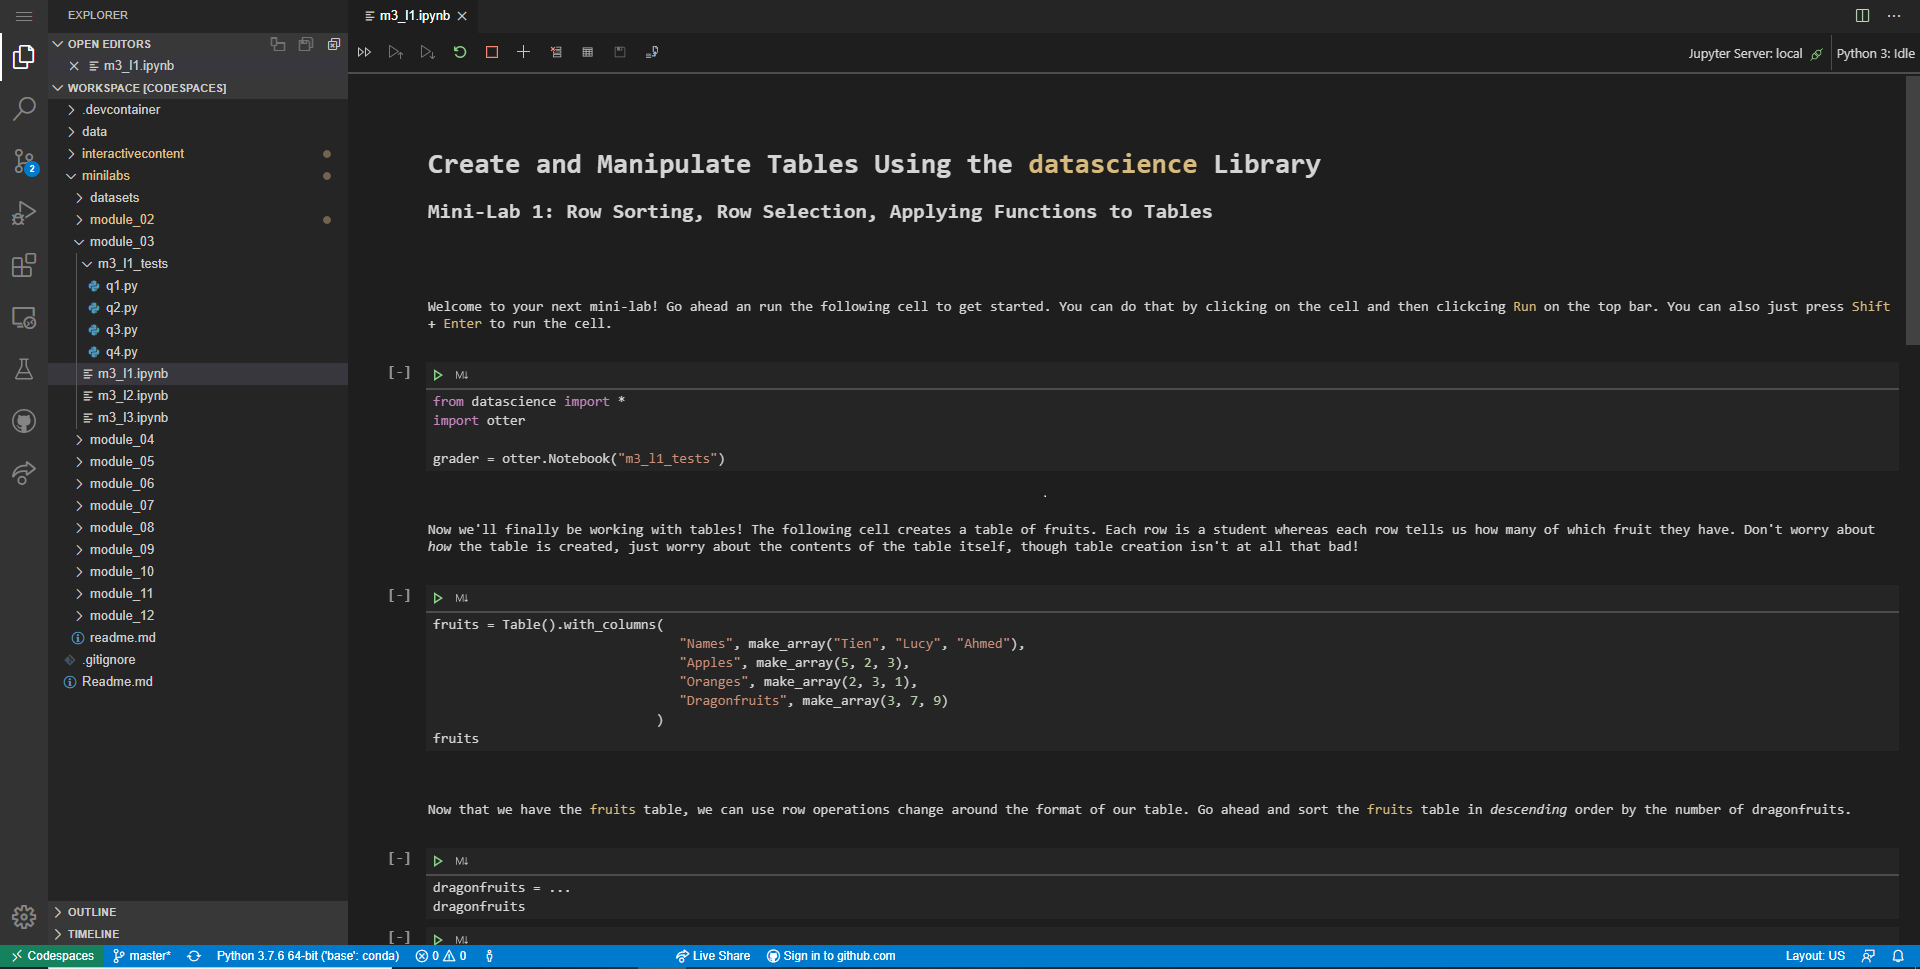 EXPLORER
OPEN EDITORS
m3_l1.ipynb
WORKSPACE [CODESPACES]
.devcontainer
data
interactivecontent
minilabs
datasets
module_02
module_03
m3_l1_tests
q1.py
q2.py
q3.py
q4.py
m3_l1.ipynb
m3_l2.ipynb
m3_l3.ipynb
module_04
module_05
module_06
module_07
module_08
module_09
module_10
module_11
module_12
readme.md
.gitignore
Readme.md
OUTLINE
TIMELINE
2
m3_l1.ipynb
Jupyter Server: local
Python 3: Idle
Create and Manipulate Tables Using the datascience Library
Mini-Lab 1: Row Sorting, Row Selection, Applying Functions to Tables
Welcome to your next mini-lab! Go ahead an run the following cell to get started. You can do that by clicking on the cell and then clickcing Run on the top bar. You can also just press Shift
+ Enter to run the cell.
[-]
M↓
from datascience import *
import otter
grader = otter.Notebook("m3_l1_tests")
.
Now we'll finally be working with tables! The following cell creates a table of fruits. Each row is a student whereas each row tells us how many of which fruit they have. Don't worry about
how the table is created, just worry about the contents of the table itself, though table creation isn't at all that bad!
[-]
M↓
fruits = Table().with_columns(
"Names", make_array("Tien", "Lucy", "Ahmed"),
"Apples", make_array(5, 2, 3),
"Oranges", make_array(2, 3, 1),
"Dragonfruits", make_array(3, 7, 9)
)
fruits
Now that we have the fruits table, we can use row operations change around the format of our table. Go ahead and sort the fruits table in descending order by the number of dragonfruits.
[-]
M↓
dragonfruits = ...
dragonfruits
[-]
M↓
Codespaces
master*
Python 3.7.6 64-bit ('base': conda)
0
0
Live Share
Sign in to github.com
Layout: US